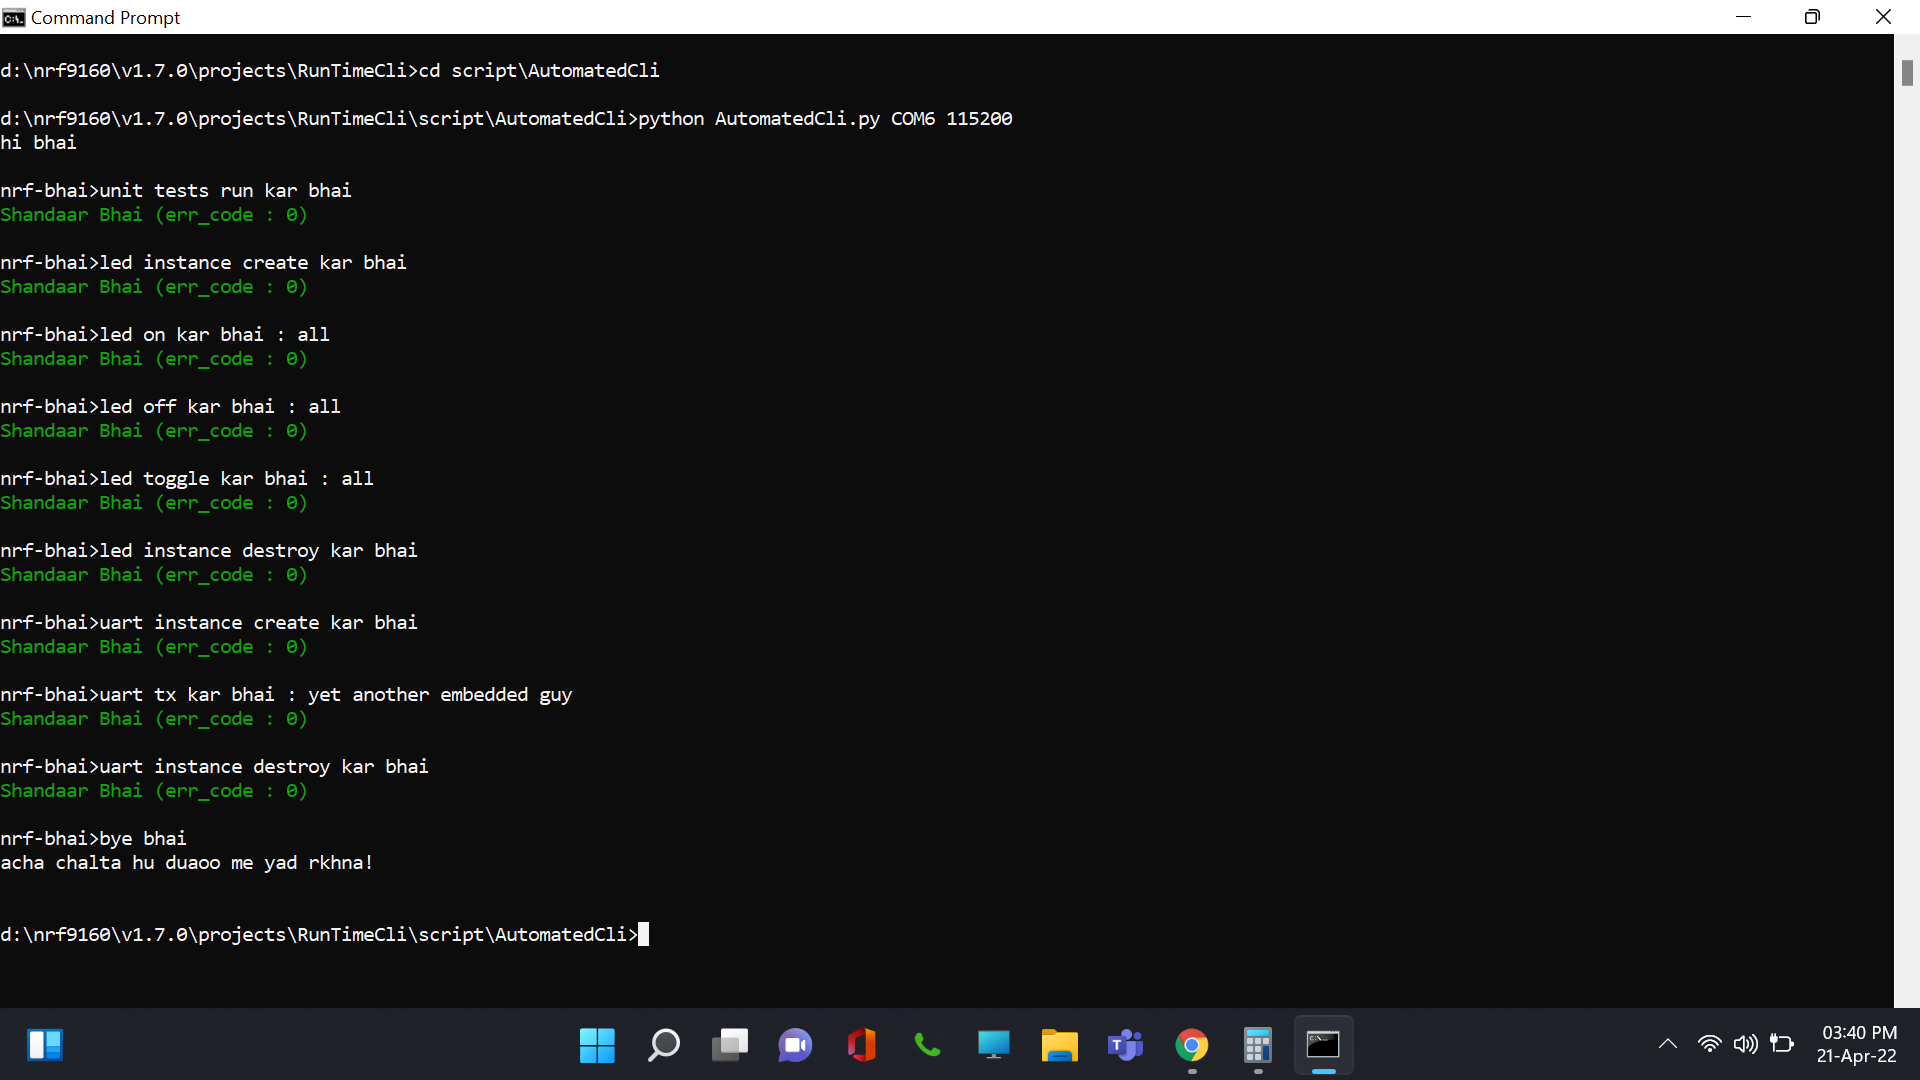 Command Prompt
d:\nrf9160\v1.7.0\projects\RunTimeCli>cd script\AutomatedCli
d:\nrf9160\v1.7.0\projects\RunTimeCli\script\AutomatedCli>python AutomatedCli.py COM6 115200
hi bhai
nrf-bhai>unit tests run kar bhai
Shandaar Bhai (err_code : 0)
nrf-bhai>led instance create kar bhai
Shandaar Bhai (err_code : 0)
nrf-bhai>led on kar bhai : all
Shandaar Bhai (err_code : 0)
nrf-bhai>led off kar bhai : all
Shandaar Bhai (err_code : 0)
nrf-bhai>led toggle kar bhai : all
Shandaar Bhai (err_code : 0)
nrf-bhai>led instance destroy kar bhai
Shandaar Bhai (err_code : 0)
nrf-bhai>uart instance create kar bhai
Shandaar Bhai (err_code : 0)
nrf-bhai>uart tx kar bhai : yet another embedded guy
Shandaar Bhai (err_code : 0)
nrf-bhai>uart instance destroy kar bhai
Shandaar Bhai (err_code : 0)
nrf-bhai>bye bhai
acha chalta hu duaoo me yad rkhna!
d:\nrf9160\v1.7.0\projects\RunTimeCli\script\AutomatedCli>
03:40 PM
21-Apr-22